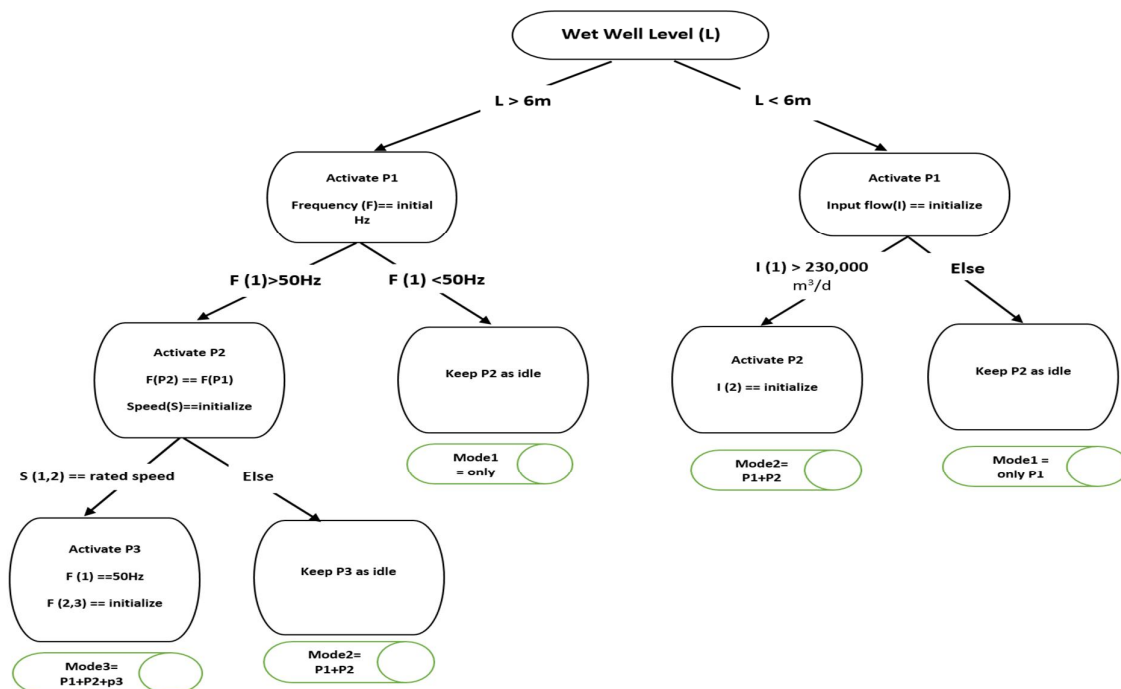 Wet Well Level (L)
L > 6m
L < 6m
Activate P1
Frequency (F)== initial
Hz
Activate P1
Input flow(I) == initialize
F (1)>50Hz
F (1) <50Hz
I (1) > 230,000
m³/d
Else
Activate P2
F(P2) == F(P1)
Speed(S)==initialize
Keep P2 as idle
Activate P2
I (2) == initialize
Keep P2 as idle
Mode1
= only
Mode2=
P1+P2
Mode1 =
only P1
S (1,2) == rated speed
Else
Activate P3
F (1) ==50Hz
F (2,3) == initialize
Keep P3 as idle
Mode3=
P1+P2+p3
Mode2=
P1+P2